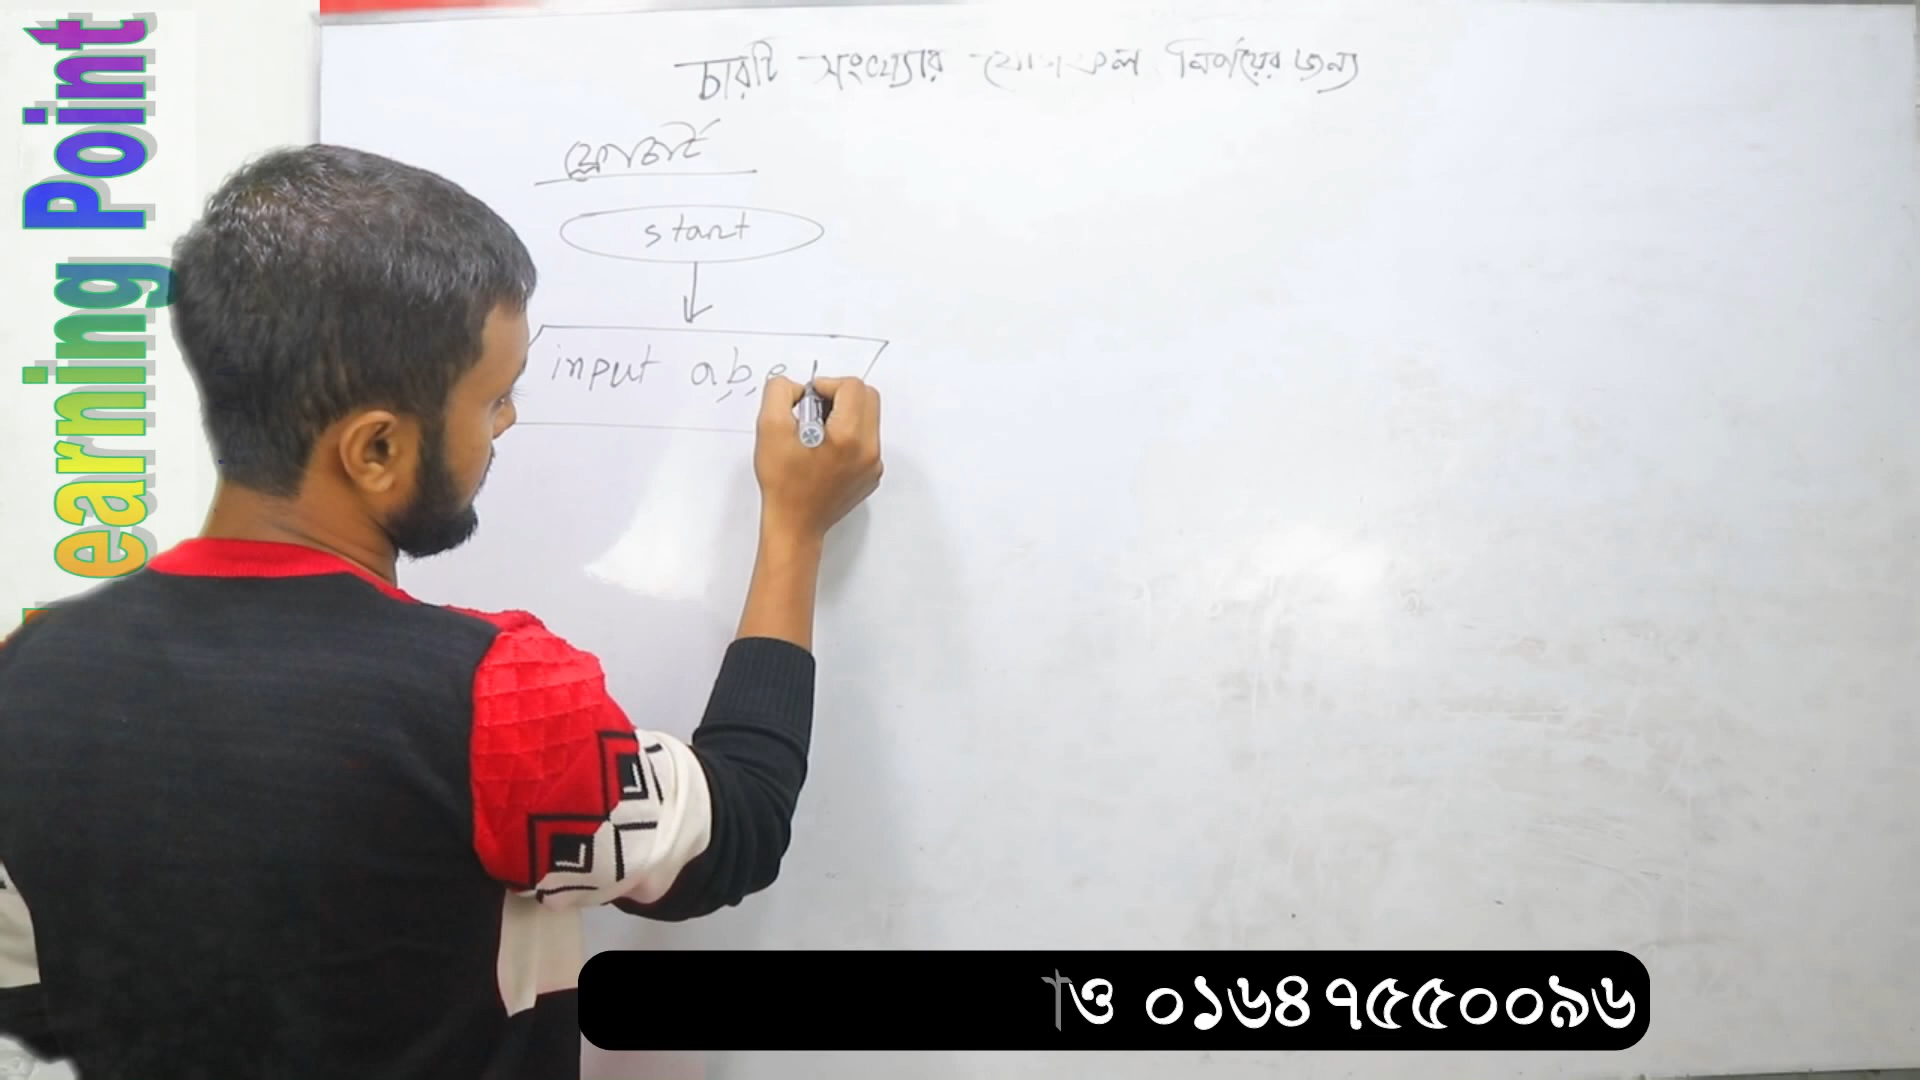 Learning Point
চারটি সংখ্যার যোগফল নির্ণয়ের জন্য
ফ্লোচার্ট
start
input a,b,c
ও ০১৬৪৭৫৫০০৯৬